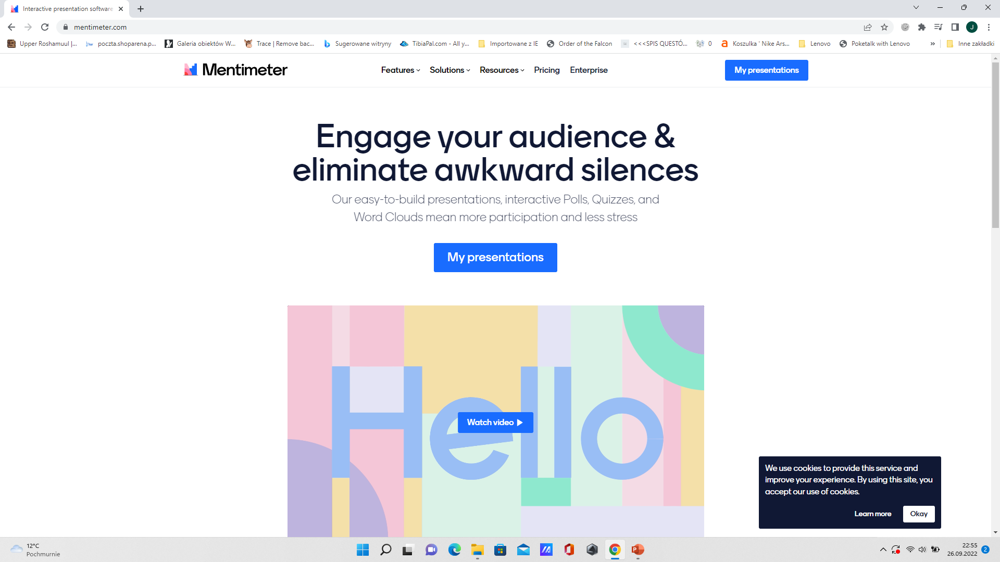 Interactive presentation software
mentimeter.com
J
Upper Roshamuul |...
poczta.shoparena.p...
Galeria obiektów W...
Trace | Remove bac...
Sugerowane witryny
TibiaPal.com - All y...
Importowane z IE
Order of the Falcon
<<<SPIS QUESTÓ...
0
Koszulka ' Nike Ars...
Lenovo
Poketalk with Lenovo
»
Inne zakładki
Mentimeter
Features
Solutions
Resources
Pricing
Enterprise
My presentations
Engage your audience &
eliminate awkward silences
Our easy-to-build presentations, interactive Polls, Quizzes, and
Word Clouds mean more participation and less stress
My presentations
Hello
Watch video
We use cookies to provide this service and
improve your experience. By using this site, you
accept our use of cookies.
Learn more
Okay
12°C
Pochmurnie
22:55
26.09.2022
2